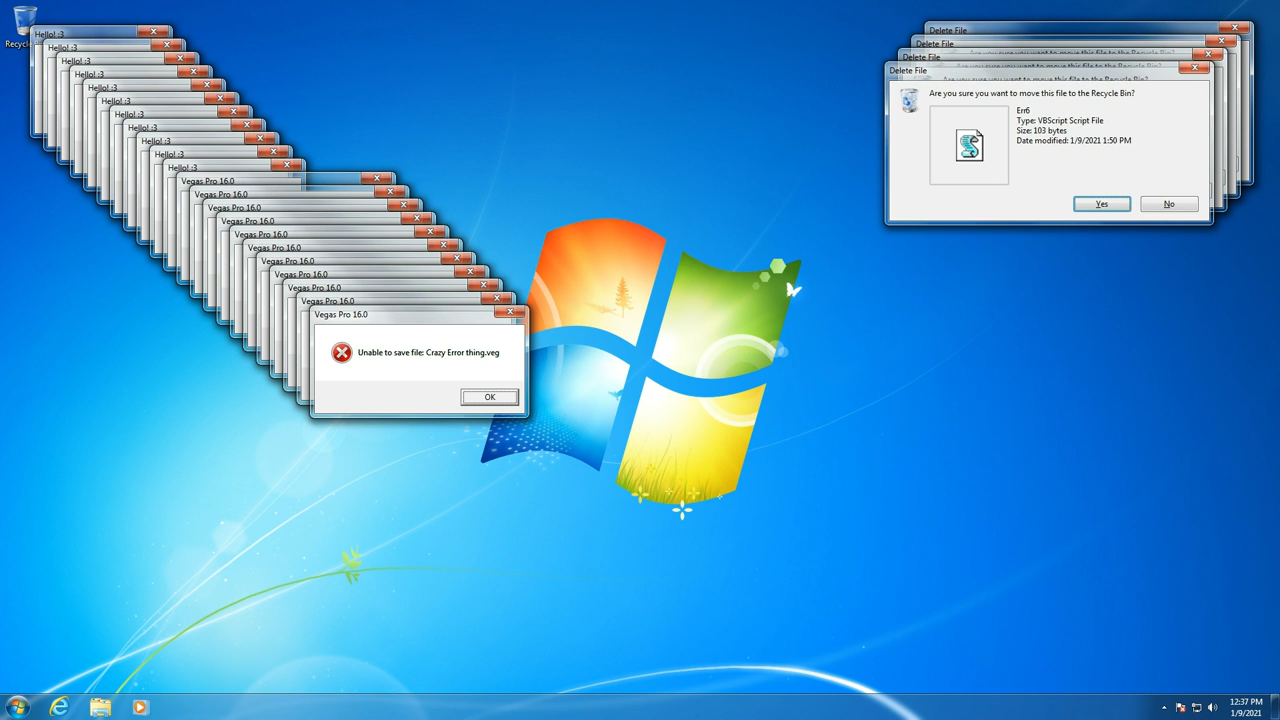 Recycl
Hello! :3
Hello! :3
Hello! :3
Hello! :3
Hello! :3
Hello! :3
Hello! :3
Hello! :3
Hello! :3
Hello! :3
Hello! :3
Vegas Pro 16.0
Vegas Pro 16.0
Vegas Pro 16.0
Vegas Pro 16.0
Vegas Pro 16.0
Vegas Pro 16.0
Vegas Pro 16.0
Vegas Pro 16.0
Vegas Pro 16.0
Vegas Pro 16.0
Vegas Pro 16.0
Unable to save file: Crazy Error thing.veg
OK
Delete File
Delete File
Delete File
Delete File
Are you sure you want to move this file to the Recycle Bin?
Err6
Type: VBScript Script File
Size: 103 bytes
Date modified: 1/9/2021 1:50 PM
Yes
No
12:37 PM
1/9/2021